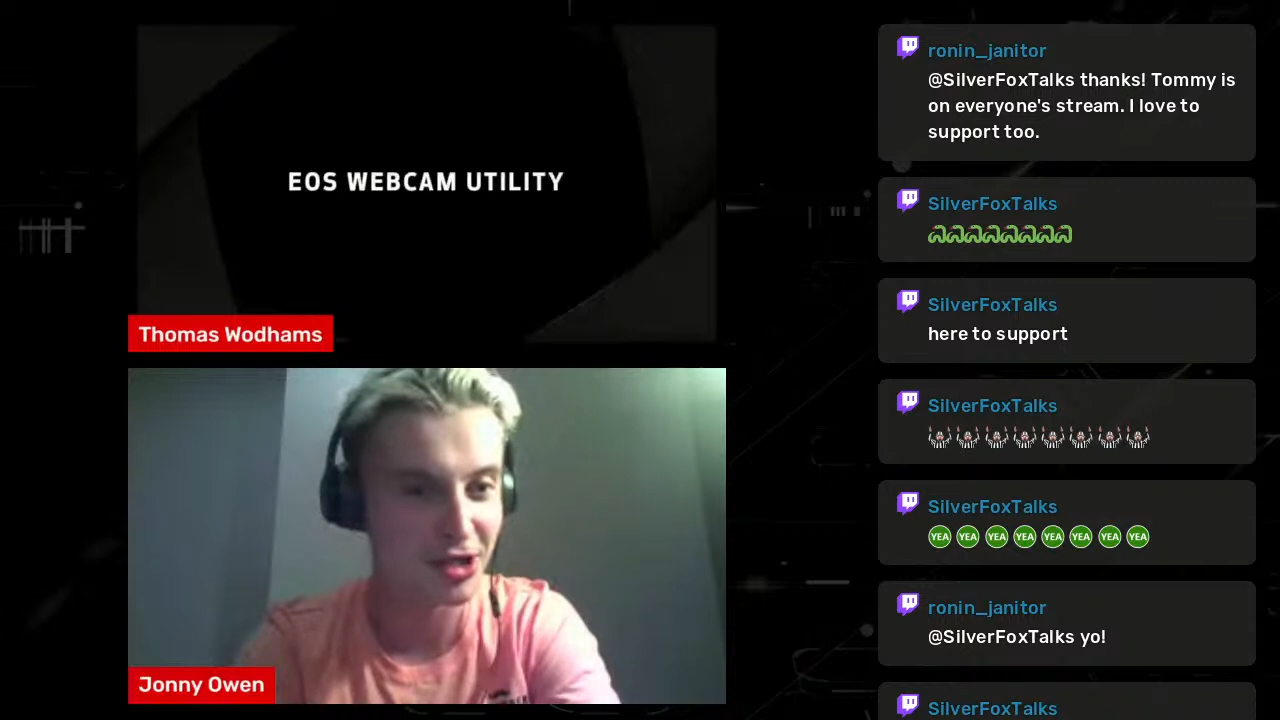 EOS WEBCAM UTILITY
Thomas Wodhams
Jonny Owen
ronin_janitor
@SilverFoxTalks thanks! Tommy is
on everyone's stream. I love to
support too.
SilverFoxTalks
SilverFoxTalks
here to support
SilverFoxTalks
SilverFoxTalks
YEA YEA YEA YEA YEA YEA YEA YEA
ronin_janitor
@SilverFoxTalks yo!
SilverFoxTalks